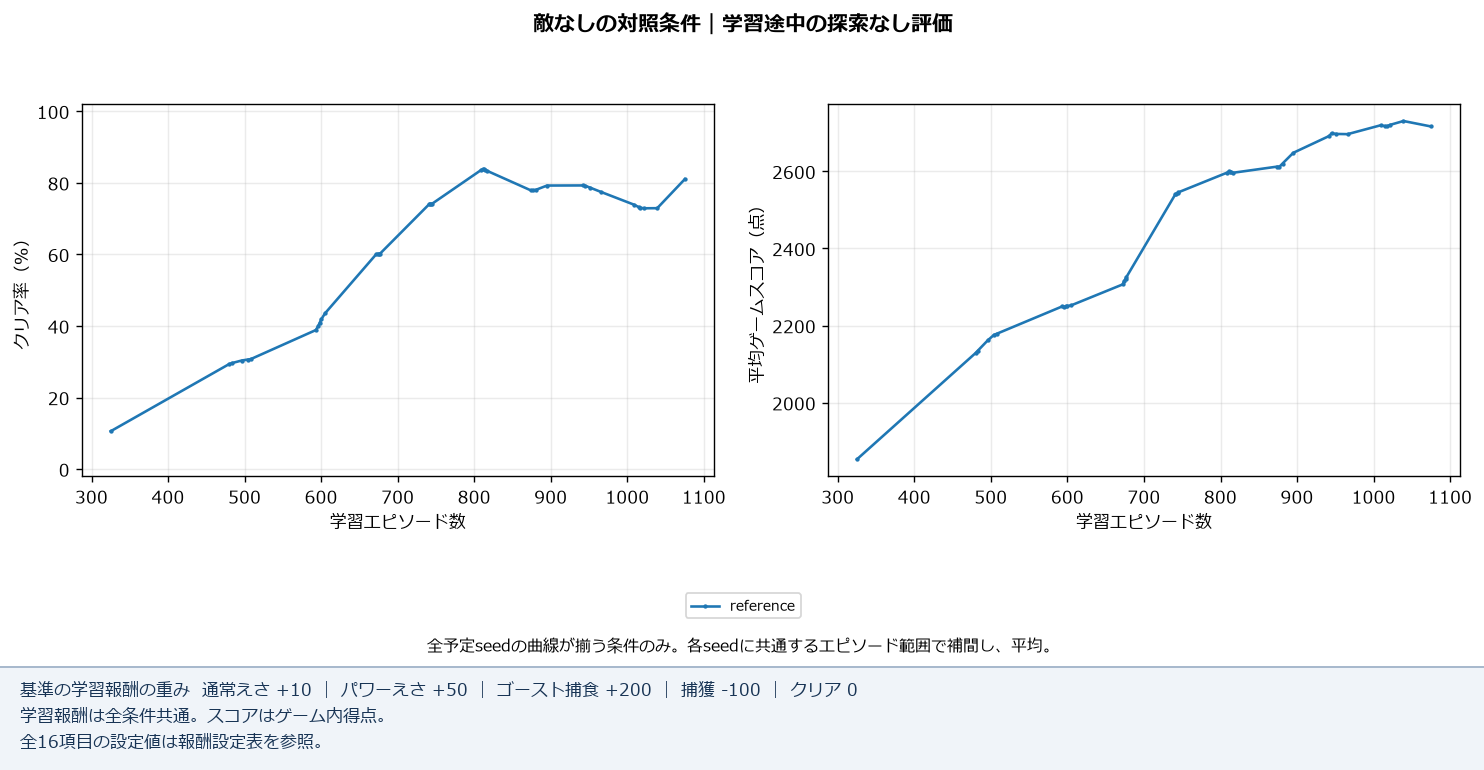 敵なしの対照条件｜学習途中の探索なし評価
クリア率（%）
100
80
60
40
20
0
300 400 500 600 700 800 900 1000 1100
学習エピソード数
平均ゲームスコア（点）
2600
2400
2200
2000
300 400 500 600 700 800 900 1000 1100
学習エピソード数
reference
全予定seedの曲線が揃う条件のみ。各seedに共通するエピソード範囲で補間し、平均。
基準の学習報酬の重み 通常えさ +10 ｜ パワーえさ +50 ｜ ゴースト捕食 +200 ｜ 捕獲 -100 ｜ クリア 0
学習報酬は全条件共通。スコアはゲーム内得点。
全16項目の設定値は報酬設定表を参照。